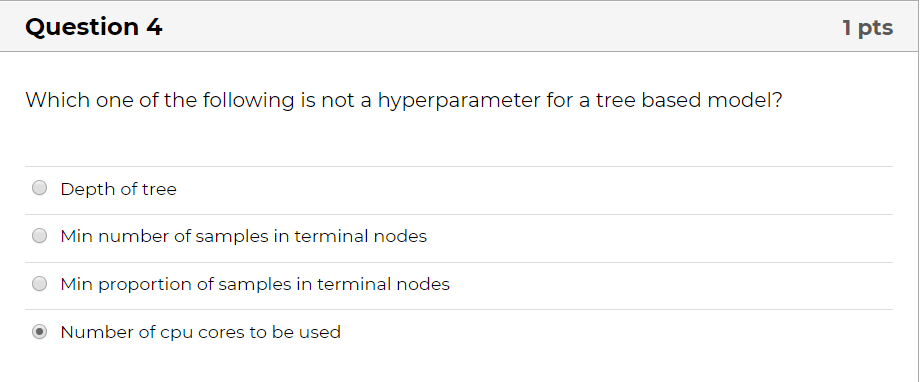 Question 4
1 pts
Which one of the following is not a hyperparameter for a tree based model?
Depth of tree
Min number of samples in terminal nodes
Min proportion of samples in terminal nodes
Number of cpu cores to be used